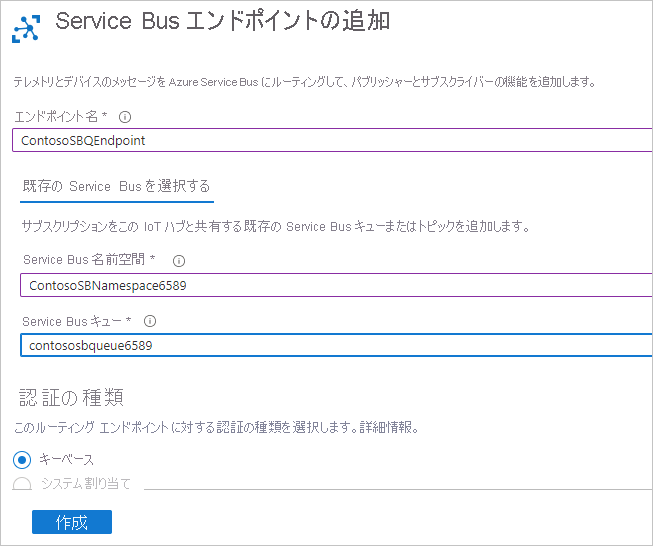 Service Bus エンドポイントの追加
テレメトリとデバイスのメッセージを Azure Service Bus にルーティングして、パブリッシャーとサブスクライバーの機能を追加します。
エンドポイント名 *
ContosoSBQEndpoint
既存の Service Bus を選択する
サブスクリプションをこの IoT ハブと共有する既存の Service Bus キューまたはトピックを追加します。
Service Bus 名前空間 *
ContosoSBNamespace6589
Service Bus キュー *
contososbqueue6589
認証の種類
このルーティング エンドポイントに対する認証の種類を選択します。詳細情報。
キーベース
システム割り当て
作成